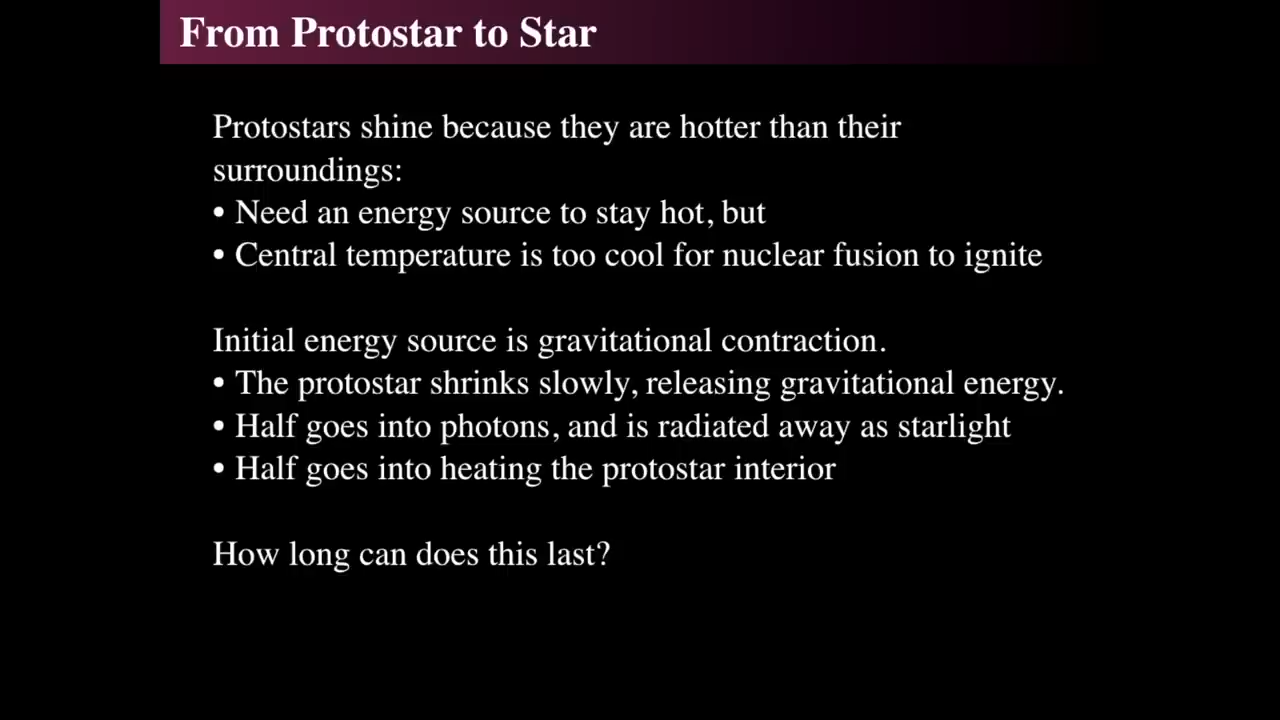 From Protostar to Star
Protostars shine because they are hotter than their
surroundings:
• Need an energy source to stay hot, but
• Central temperature is too cool for nuclear fusion to ignite
Initial energy source is gravitational contraction.
• The protostar shrinks slowly, releasing gravitational energy.
• Half goes into photons, and is radiated away as starlight
• Half goes into heating the protostar interior
How long can does this last?